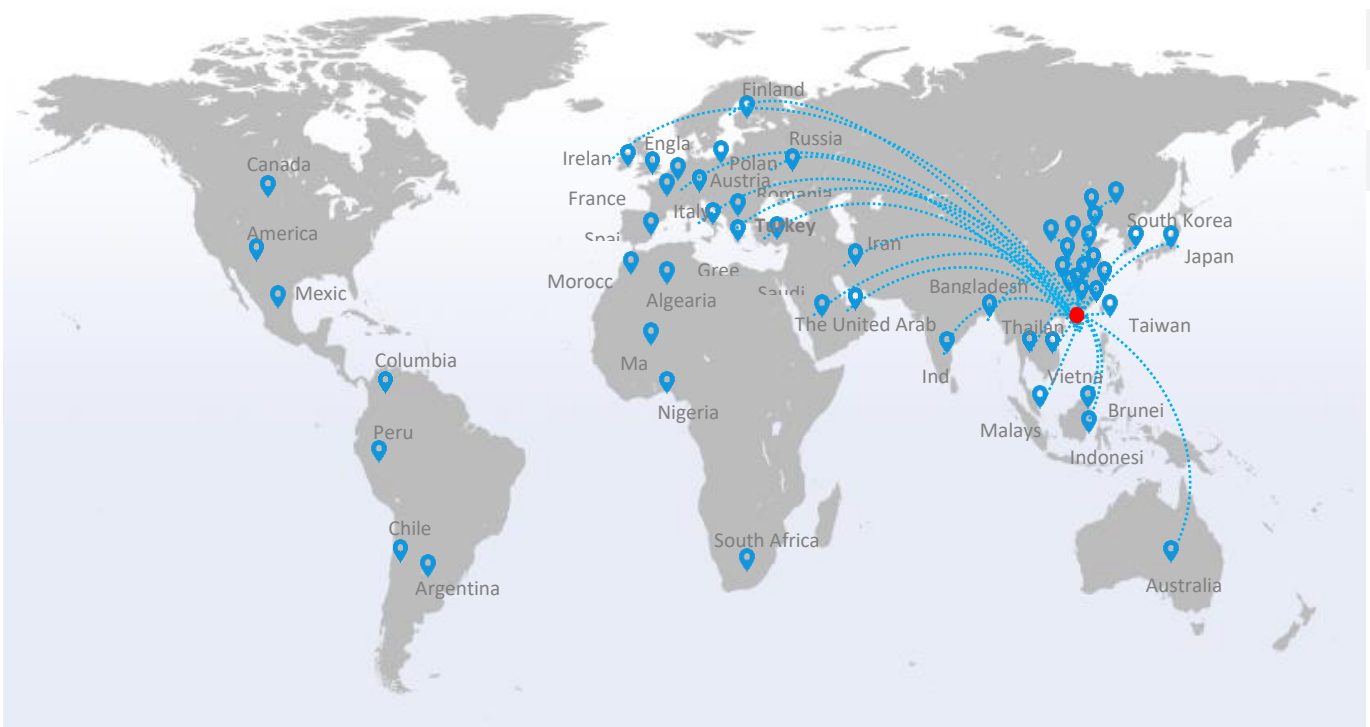 Finland
Engla
Russia
Irelan
Polan
Canada
Austria
France
Romania
Italy
South Korea
America
Spai
Turkey
Iran
Japan
Morocc
Gree
Algearia
Saudi
Bangladesh
Mexic
The United Arab
Thailan
Taiwan
Ma
Columbia
Ind
Vietna
Nigeria
Brunei
Peru
Malays
Indonesi
Chile
South Africa
Argentina
Australia